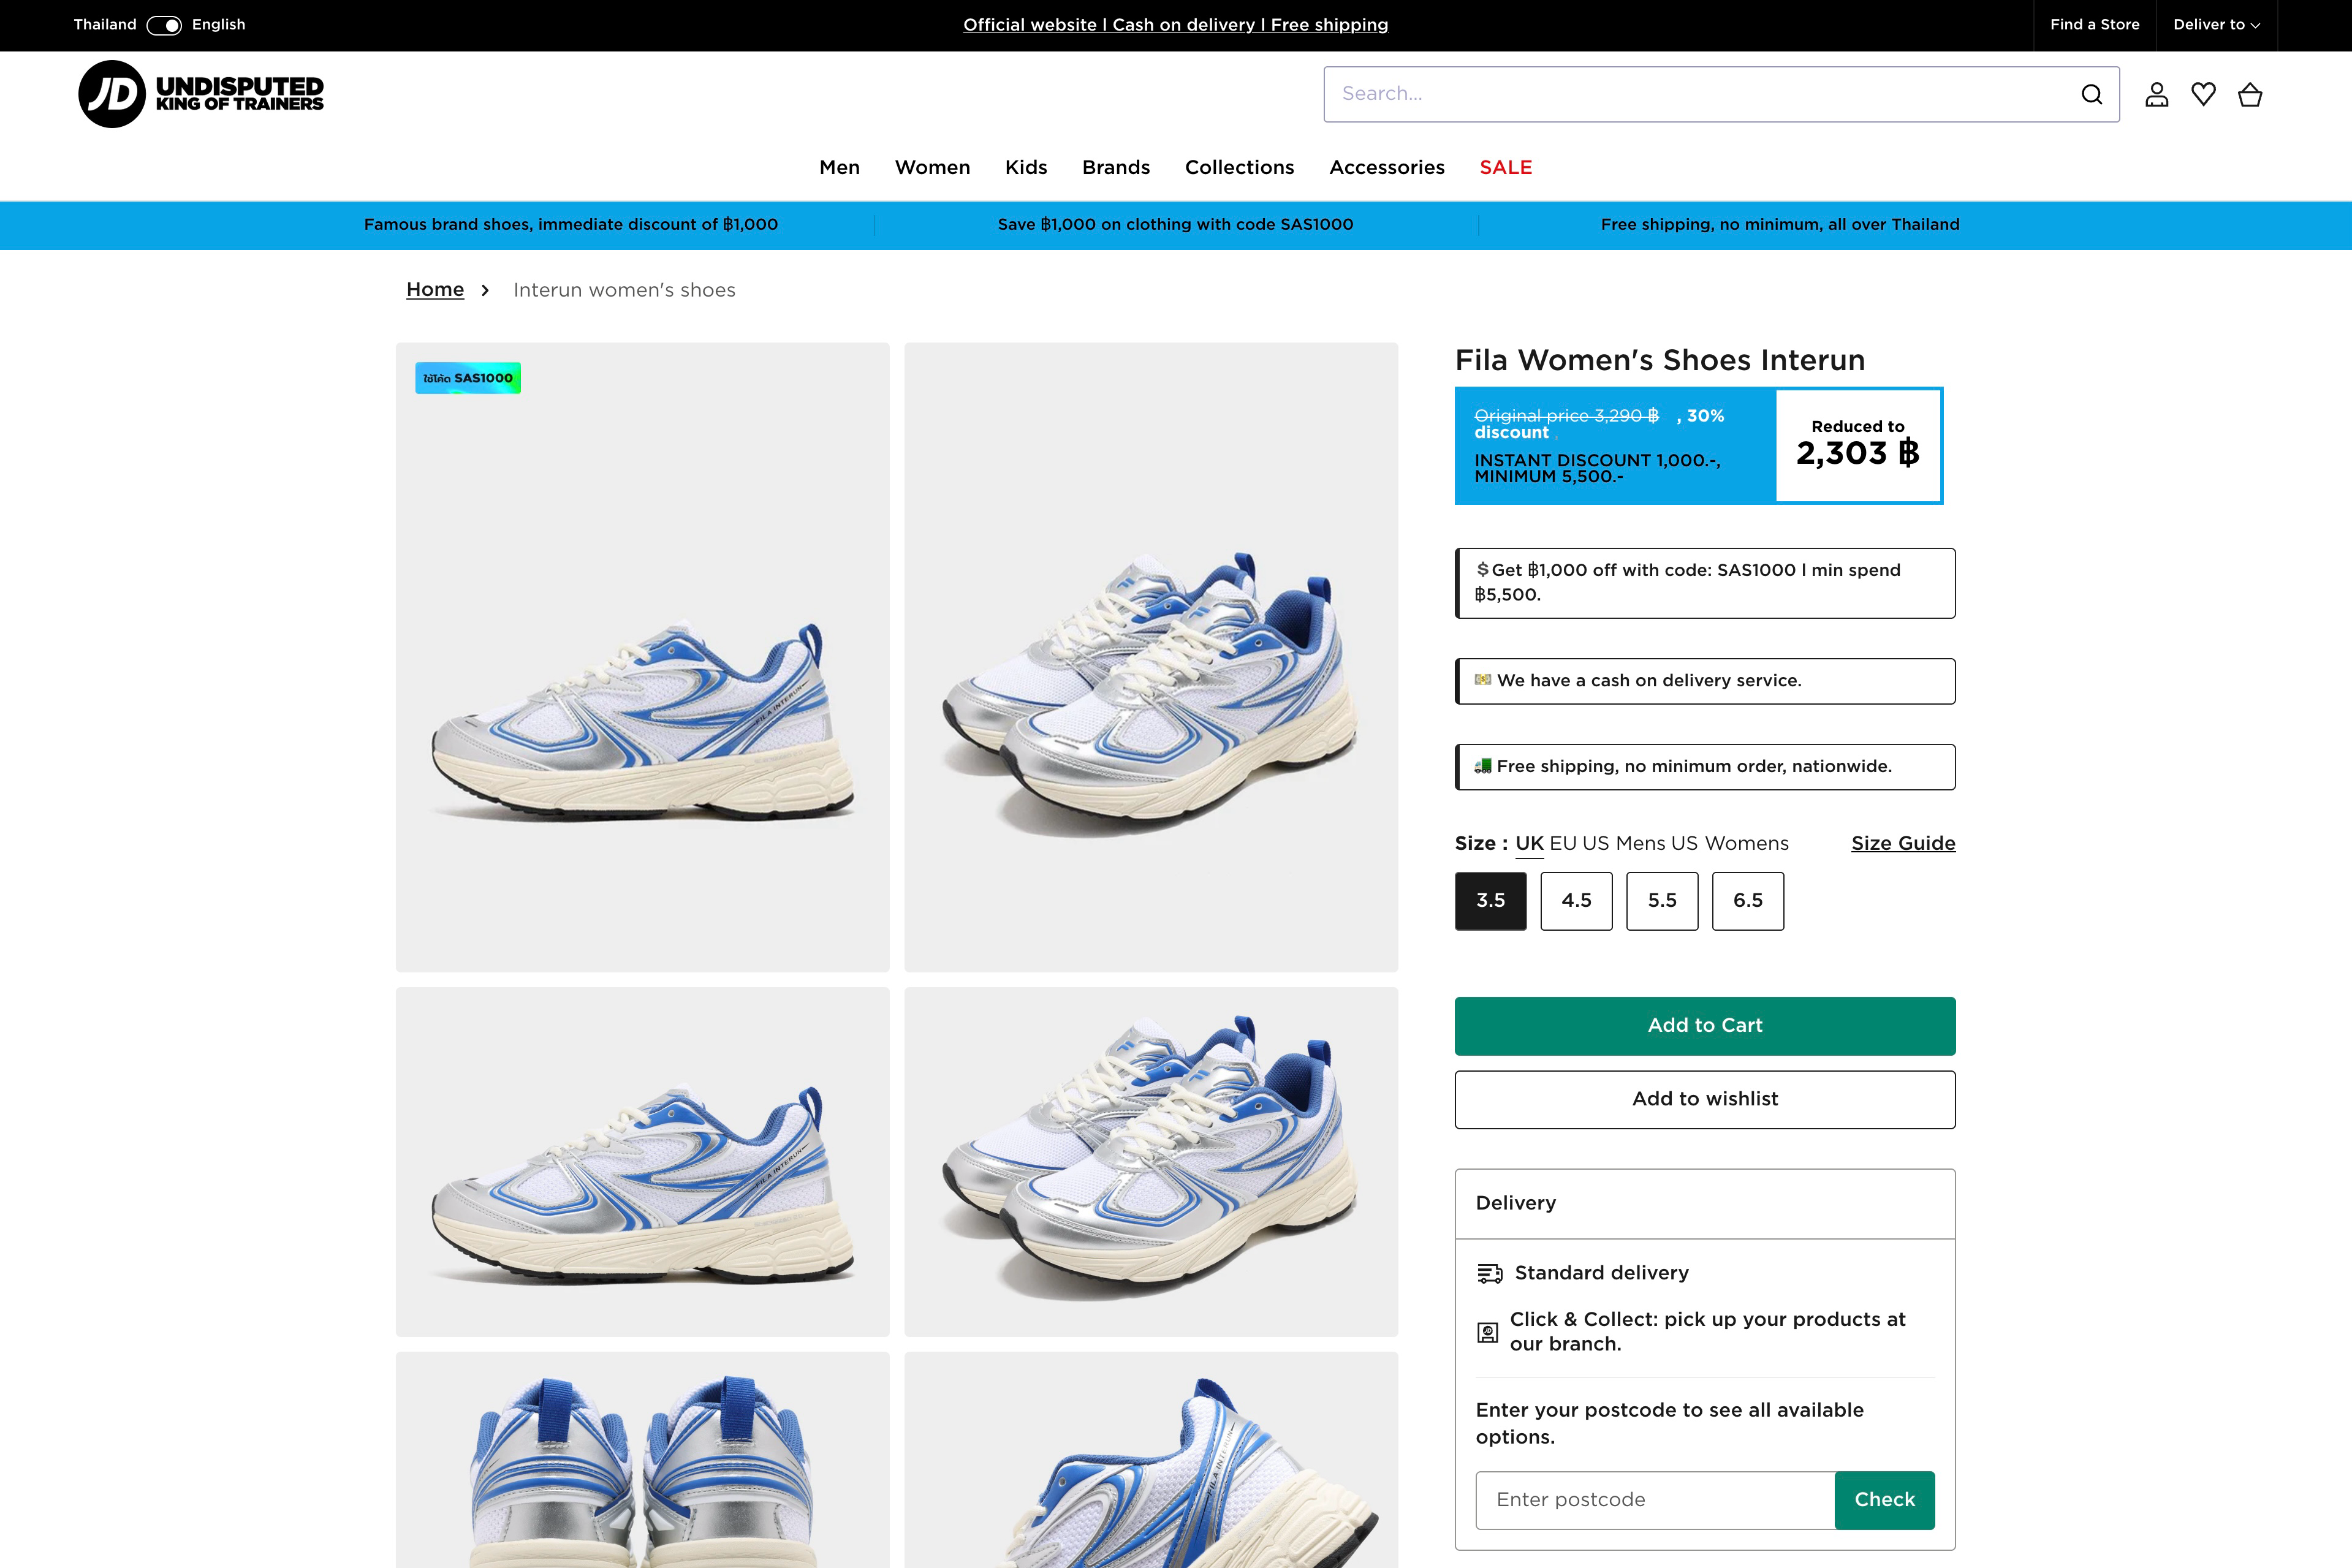 Thailand English
Official website | Cash on delivery | Free shipping
Find a Store
Deliver to
JD
UNDISPUTED
KING OF TRAINERS
Search...
Men Women Kids Brands Collections Accessories SALE
Famous brand shoes, immediate discount of ฿1,000
Save ฿1,000 on clothing with code SAS1000
Free shipping, no minimum, all over Thailand
Home > Interun women's shoes
ใช้โค้ด SAS1000
FILA INTERUN
FILA INTERUN
FILA INTERUN
Fila Women's Shoes Interun
Original price 3,290 ฿ , 30%
discount
INSTANT DISCOUNT 1,000.-,
MINIMUM 5,500.-
Reduced to
2,303 ฿
$Get ฿1,000 off with code: SAS1000 | min spend
฿5,500.
We have a cash on delivery service.
Free shipping, no minimum order, nationwide.
Size : UK EU US Mens US Womens
Size Guide
3.5 4.5 5.5 6.5
Add to Cart
Add to wishlist
Delivery
Standard delivery
Click & Collect: pick up your products at
our branch.
Enter your postcode to see all available
options.
Enter postcode
Check